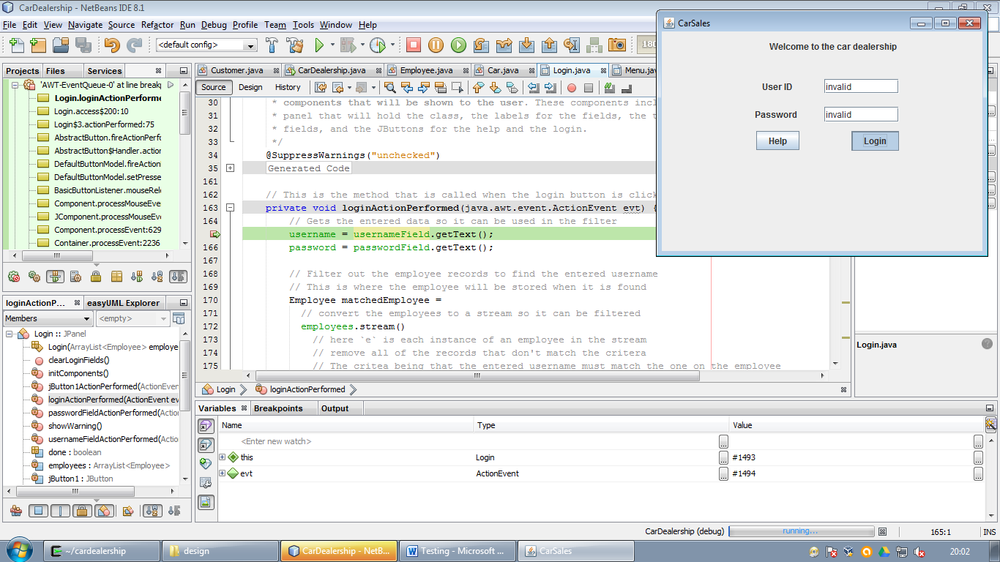 CarDealership - NetBeans IDE 8.1
File Edit View Navigate Source Refactor Run Debug Profile Team Tools Window Help
<default config>
180
Projects Files Services
'AWT-EventQueue-0' at line breakp
Login.loginActionPerforme
Login.access$200:10
Login$3.actionPerformed:75
AbstractButton.fireActionPerfo
AbstractButton$Handler.action
DefaultButtonModel.fireAction
DefaultButtonModel.setPresse
BasicButtonListener.mouseRele
Component.processMouseEve
JComponent.processMouseEve
Component.processEvent:629
Container.processEvent:2236
loginActionP... easyUML Explorer
Members <empty>
Login :: JPanel
Login(ArrayList<Employee> employe
clearLoginFields()
initComponents()
jButton1ActionPerformed(ActionEven
loginActionPerformed(ActionEvent ev
passwordFieldActionPerformed(Actio
showWarning()
usernameFieldActionPerformed(Actio
done : boolean
employees : ArrayList<Employee>
jButton1 : JButton
Customer.java CarDealership.java Employee.java Car.java Login.java Menu.jav
Source Design History
30 * components that will be shown to the user. These components incl
31 * panel that will hold the class, the labels for the fields, the t
32 * fields, and the JButtons for the help and the login.
33 */
34 @SuppressWarnings("unchecked")
35 Generated Code
161
162 // This is the method that is called when the login button is click
163 private void loginActionPerformed(java.awt.event.ActionEvent evt) {
164 // Gets the entered data so it can be used in the filter
username = usernameField.getText();
166 password = passwordField.getText();
167
168 // Filter out the employee records to find the entered username
169 // This is where the employee will be stored when it is found
170 Employee matchedEmployee =
171 // convert the employees to a stream so it can be filtered
172 employees.stream()
173 // here `e` is each instance of an employee in the stream
174 // remove all of the records that don't match the critera
175 // The critea being that the entered username must match the one on the employee
Login loginActionPerformed
CarSales
Welcome to the car dealership
User ID invalid
Password invalid
Help Login
Login.java
Variables Breakpoints Output
Name Type Value
<Enter new watch> ... ...
this Login ... #1493 ...
evt ActionEvent ... #1494 ...
CarDealership (debug) running... 165:1 INS
~/cardealership design CarDealership - NetB... Testing - Microsoft ... CarSales 20:02